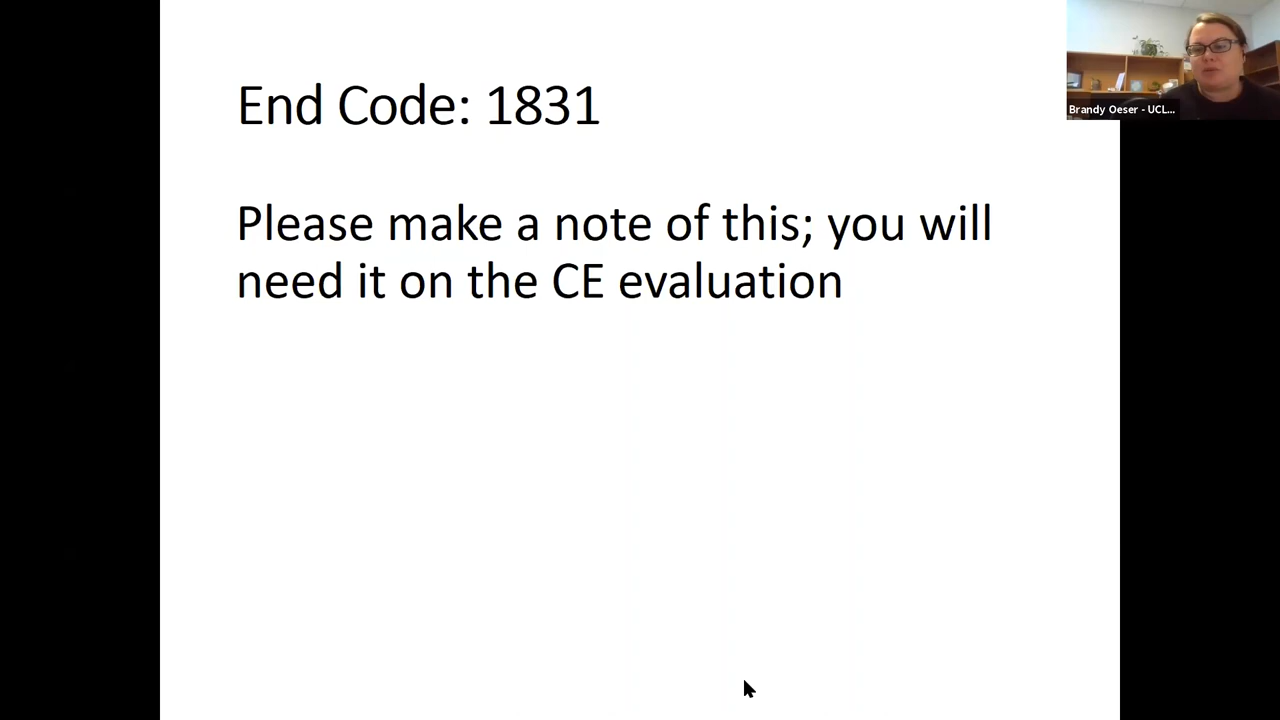 End Code: 1831
Please make a note of this; you will
need it on the CE evaluation
Brandy Oeser - UCL...